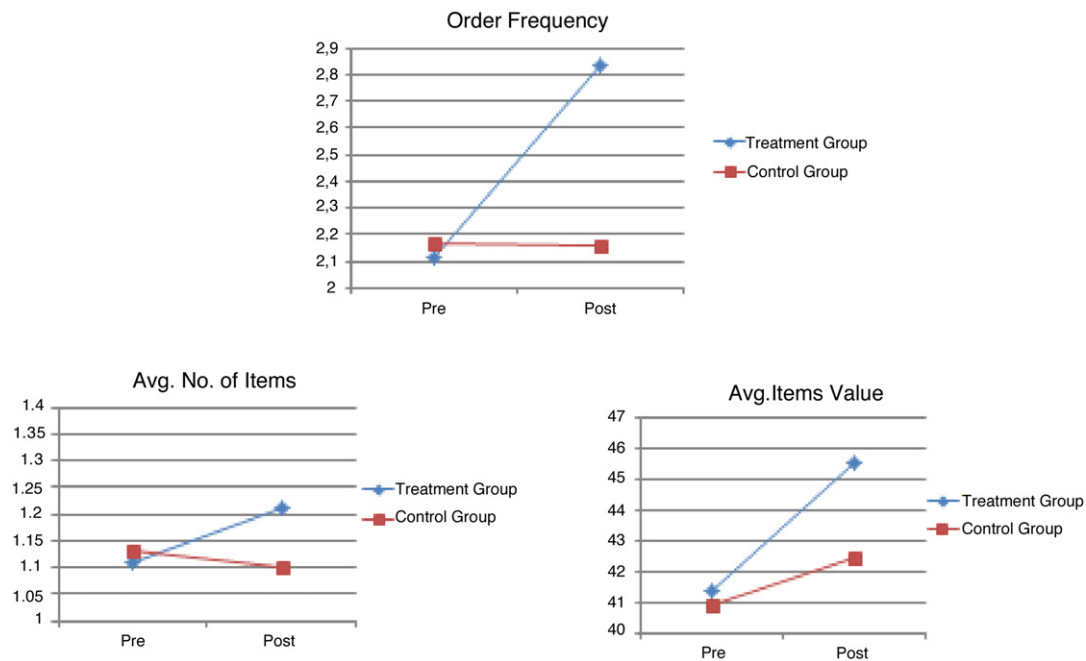 Order Frequency
2,9
2,8
2,7
2,6
2,5
2,4
2,3
2,2
2,1
2
Pre Post
Treatment Group
Control Group
Avg. No. of Items
1.4
1.35
1.3
1.25
1.2
1.15
1.1
1.05
1
Pre Post
Treatment Group
Control Group
Avg.Items Value
47
46
45
44
43
42
41
40
Pre Post
Treatment Group
Control Group